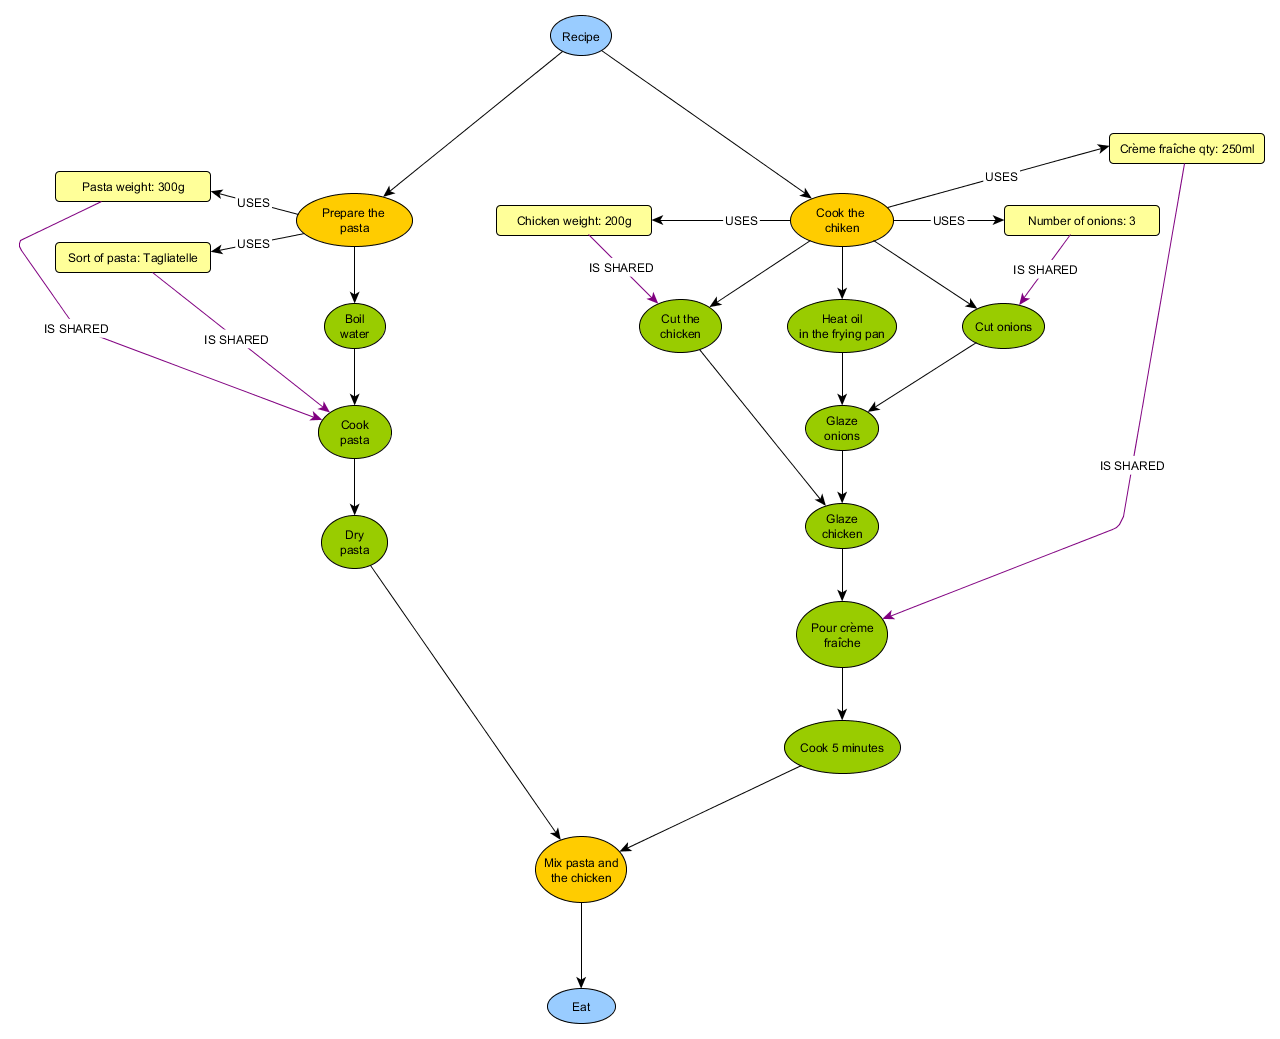 Recipe
Crème fraîche qty: 250ml
USES
Pasta weight: 300g
USES
Prepare the
pasta
Chicken weight: 200g
USES
Cook the
chiken
USES
Number of onions: 3
USES
Sort of pasta: Tagliatelle
IS SHARED
IS SHARED
Boil
water
Cut the
chicken
Heat oil
in the frying pan
Cut onions
IS SHARED
IS SHARED
Cook
pasta
Glaze
onions
IS SHARED
Dry
pasta
Glaze
chicken
Pour crème
fraîche
Cook 5 minutes
Mix pasta and
the chicken
Eat